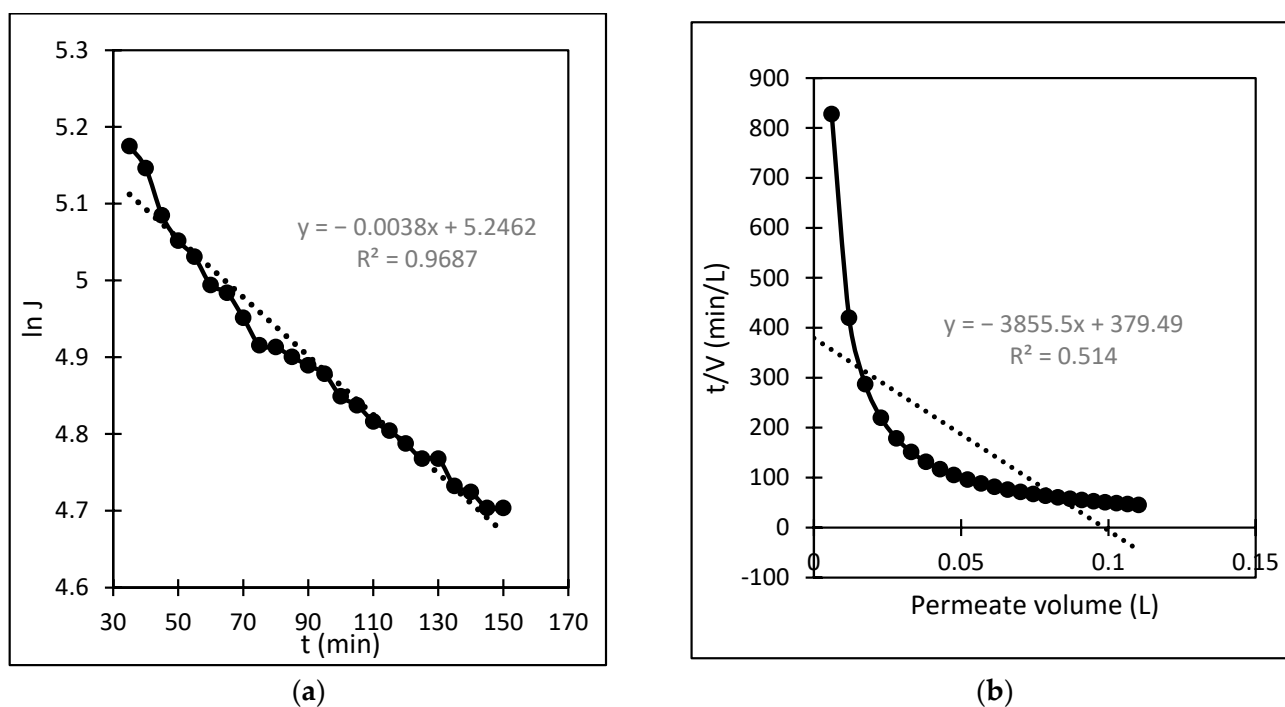 5.3
5.2
5.1
5
4.9
4.8
4.7
4.6
ln J
y = − 0.0038x + 5.2462
R² = 0.9687
30 50 70 90 110 130 150 170
t (min)
(a)
900
800
700
600
500
400
300
200
100
0
-100
t/V (min/L)
y = − 3855.5x + 379.49
R² = 0.514
0 0.05 0.1 0.15
Permeate volume (L)
(b)